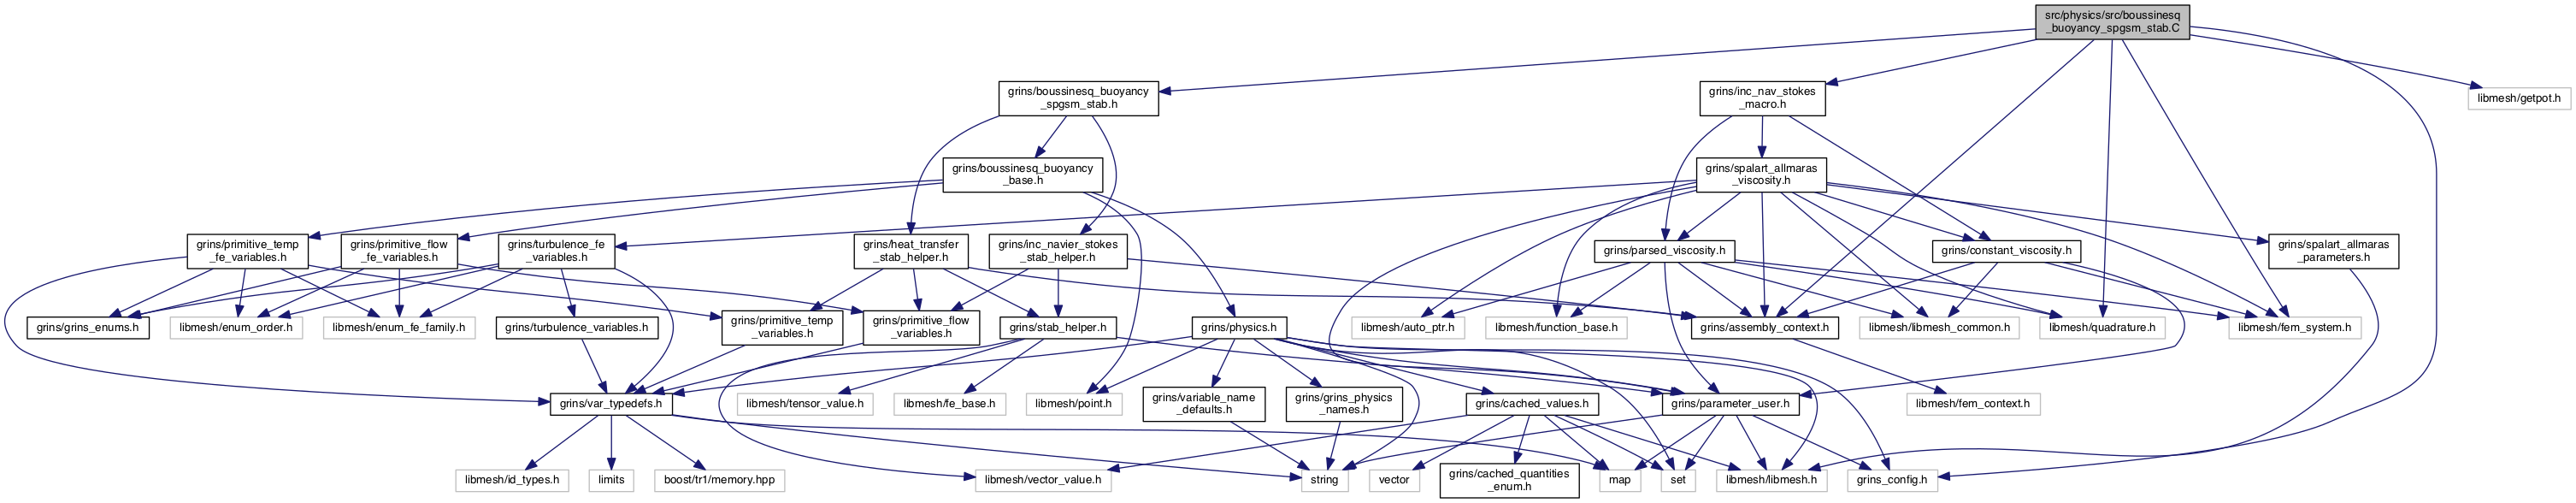 src/physics/src/boussinesq
_buoyancy_spgsm_stab.C
grins/boussinesq_buoyancy
_spgsm_stab.h
grins/inc_nav_stokes
_macro.h
libmesh/getpot.h
grins/boussinesq_buoyancy
_base.h
grins/spalart_allmaras
_viscosity.h
grins/primitive_temp
_fe_variables.h
grins/primitive_flow
_fe_variables.h
grins/turbulence_fe
_variables.h
grins/heat_transfer
_stab_helper.h
grins/inc_navier_stokes
_stab_helper.h
grins/parsed_viscosity.h
grins/constant_viscosity.h
grins/spalart_allmaras
_parameters.h
grins/grins_enums.h
libmesh/enum_order.h
libmesh/enum_fe_family.h
grins/turbulence_variables.h
grins/primitive_temp
_variables.h
grins/primitive_flow
_variables.h
grins/stab_helper.h
grins/physics.h
libmesh/auto_ptr.h
libmesh/function_base.h
grins/assembly_context.h
libmesh/libmesh_common.h
libmesh/quadrature.h
libmesh/fem_system.h
grins/var_typedefs.h
libmesh/tensor_value.h
libmesh/fe_base.h
libmesh/point.h
grins/variable_name
_defaults.h
grins/grins_physics
_names.h
grins/cached_values.h
grins/parameter_user.h
libmesh/fem_context.h
libmesh/id_types.h
limits
boost/tr1/memory.hpp
libmesh/vector_value.h
string
vector
grins/cached_quantities
_enum.h
map
set
libmesh/libmesh.h
grins_config.h